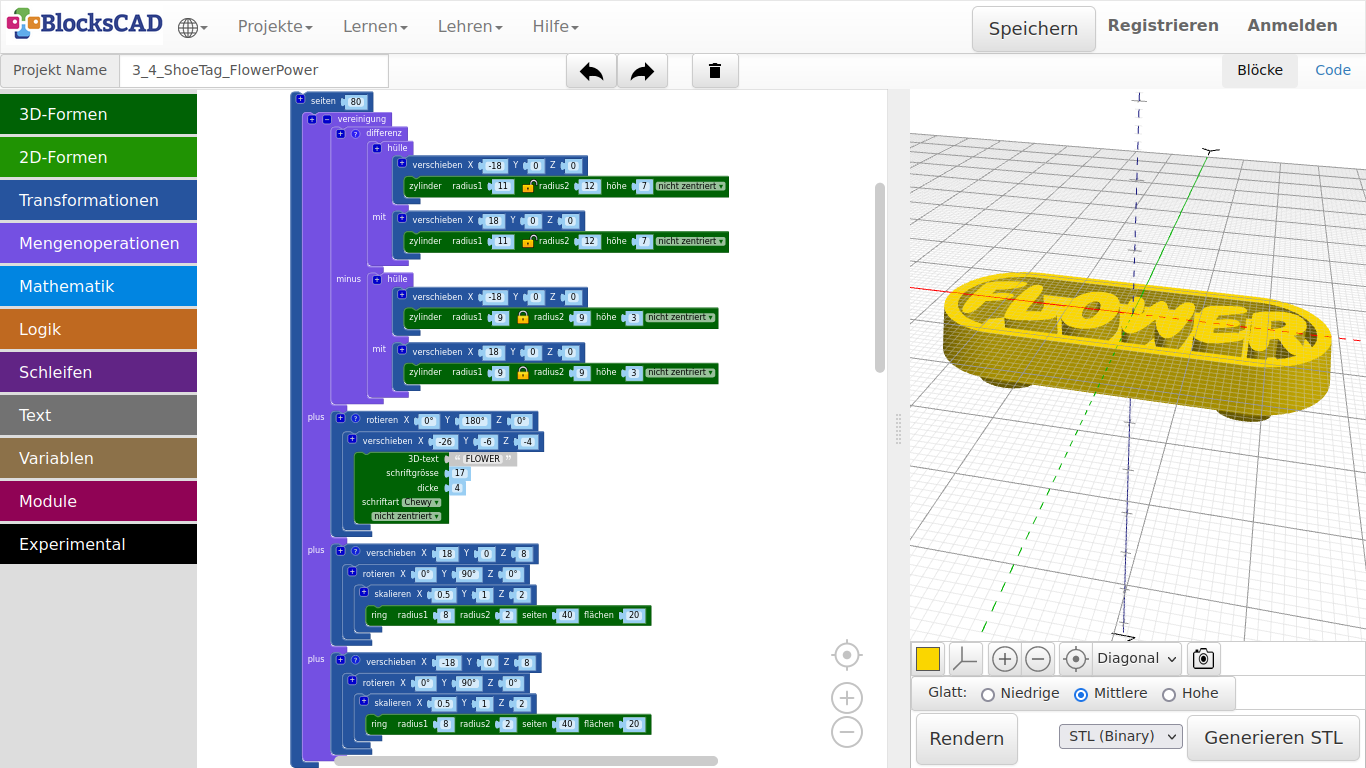 BlocksCAD Projekte Lernen Lehren Hilfe Speichern Registrieren Anmelden
Projekt Name 3_4_ShoeTag_FlowerPower Blöcke Code
3D-Formen
2D-Formen
Transformationen
Mengenoperationen
Mathematik
Logik
Schleifen
Text
Variablen
Module
Experimental
seiten 80
vereinigung
differenz
hülle
verschieben X -18 Y 0 Z 0
zylinder radius1 11 radius2 12 höhe 7 nicht zentriert
mit verschieben X 18 Y 0 Z 0
zylinder radius1 11 radius2 12 höhe 7 nicht zentriert
minus hülle
verschieben X -18 Y 0 Z 0
zylinder radius1 9 radius2 9 höhe 3 nicht zentriert
mit verschieben X 18 Y 0 Z 0
zylinder radius1 9 radius2 9 höhe 3 nicht zentriert
plus rotieren X 0° Y 180° Z 0°
verschieben X -26 Y -6 Z -4
3D-text “ FLOWER ”
schriftgrösse 17
dicke 4
schriftart Chewy
nicht zentriert
plus verschieben X 18 Y 0 Z 8
rotieren X 0° Y 90° Z 0°
skalieren X 0.5 Y 1 Z 2
ring radius1 8 radius2 2 seiten 40 flächen 20
plus verschieben X -18 Y 0 Z 8
rotieren X 0° Y 90° Z 0°
skalieren X 0.5 Y 1 Z 2
ring radius1 8 radius2 2 seiten 40 flächen 20
FLOWER
Diagonal
Glatt: Niedrige Mittlere Hohe
Rendern STL (Binary) Generieren STL